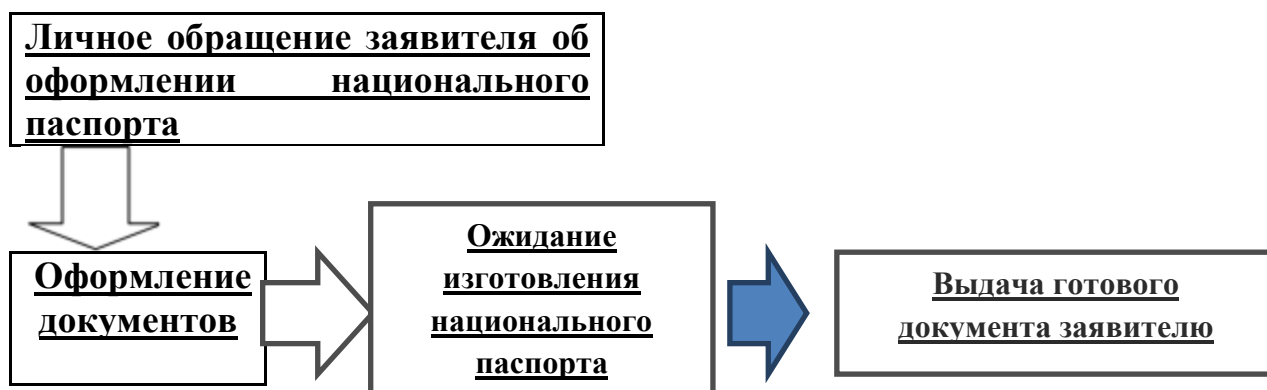 Личное обращение заявителя об
оформлении национального
паспорта
Оформление
документов
Ожидание
изготовления
национального
паспорта
Выдача готового
документа заявителю